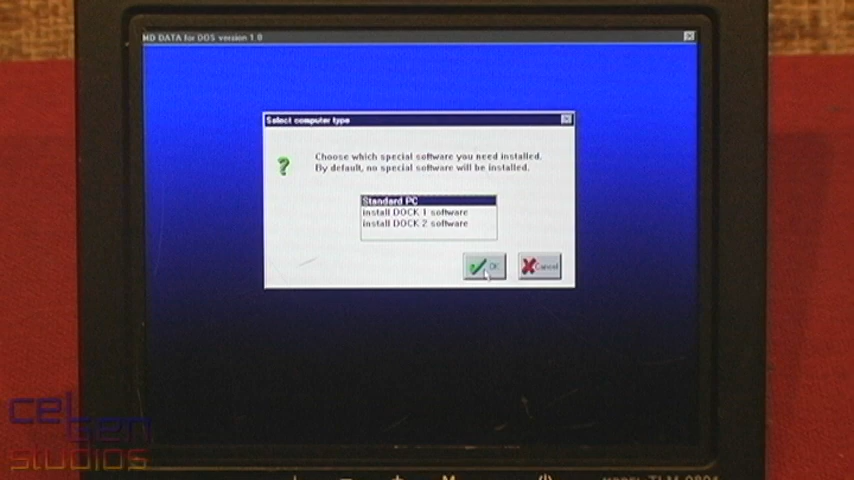 MD DATA for DOS version 1.0
Select computer type
Choose which special software you need installed.
By default, no special software will be installed.
Standard PC
install DOCK 1 software
install DOCK 2 software
OK
Cancel
cel
ten
studios
MODEL